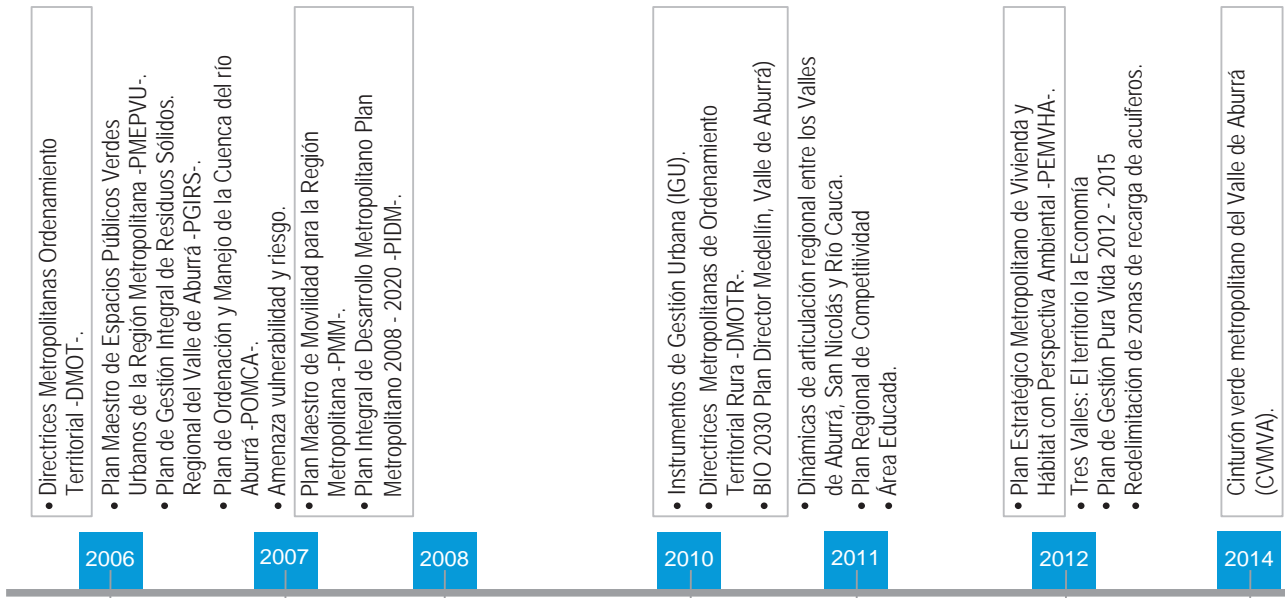 • Directrices Metropolitanas Ordenamiento
Territorial -DMOT-.
• Plan Maestro de Espacios Públicos Verdes
Urbanos de la Región Metropolitana -PMEPVU-.
• Plan de Gestión Integral de Residuos Sólidos.
Regional del Valle de Aburrá -PGIRS-.
• Plan de Ordenación y Manejo de la Cuenca del río
Aburrá -POMCA-.
• Amenaza vulnerabilidad y riesgo.
• Plan Maestro de Movilidad para la Región
Metropolitana -PMM-.
• Plan Integral de Desarrollo Metropolitano Plan
Metropolitano 2008 - 2020 -PIDM-.
• Instrumentos de Gestión Urbana (IGU).
• Directrices Metropolitanas de Ordenamiento
Territorial Rura -DMOTR-.
• BIO 2030 Plan Director Medellín, Valle de Aburrá)
• Dinámicas de articulación regional entre los Valles
de Aburrá, San Nicolás y Río Cauca.
• Plan Regional de Competitividad
• Área Educada.
• Plan Estratégico Metropolitano de Vivienda y
Hábitat con Perspectiva Ambiental -PEMVHA-.
• Tres Valles: El territorio la Economía
• Plan de Gestión Pura Vida 2012 - 2015
• Redelimitación de zonas de recarga de acuíferos.
Cinturón verde metropolitano del Valle de Aburrá
(CVMVA).
2006
2007
2008
2010
2011
2012
2014